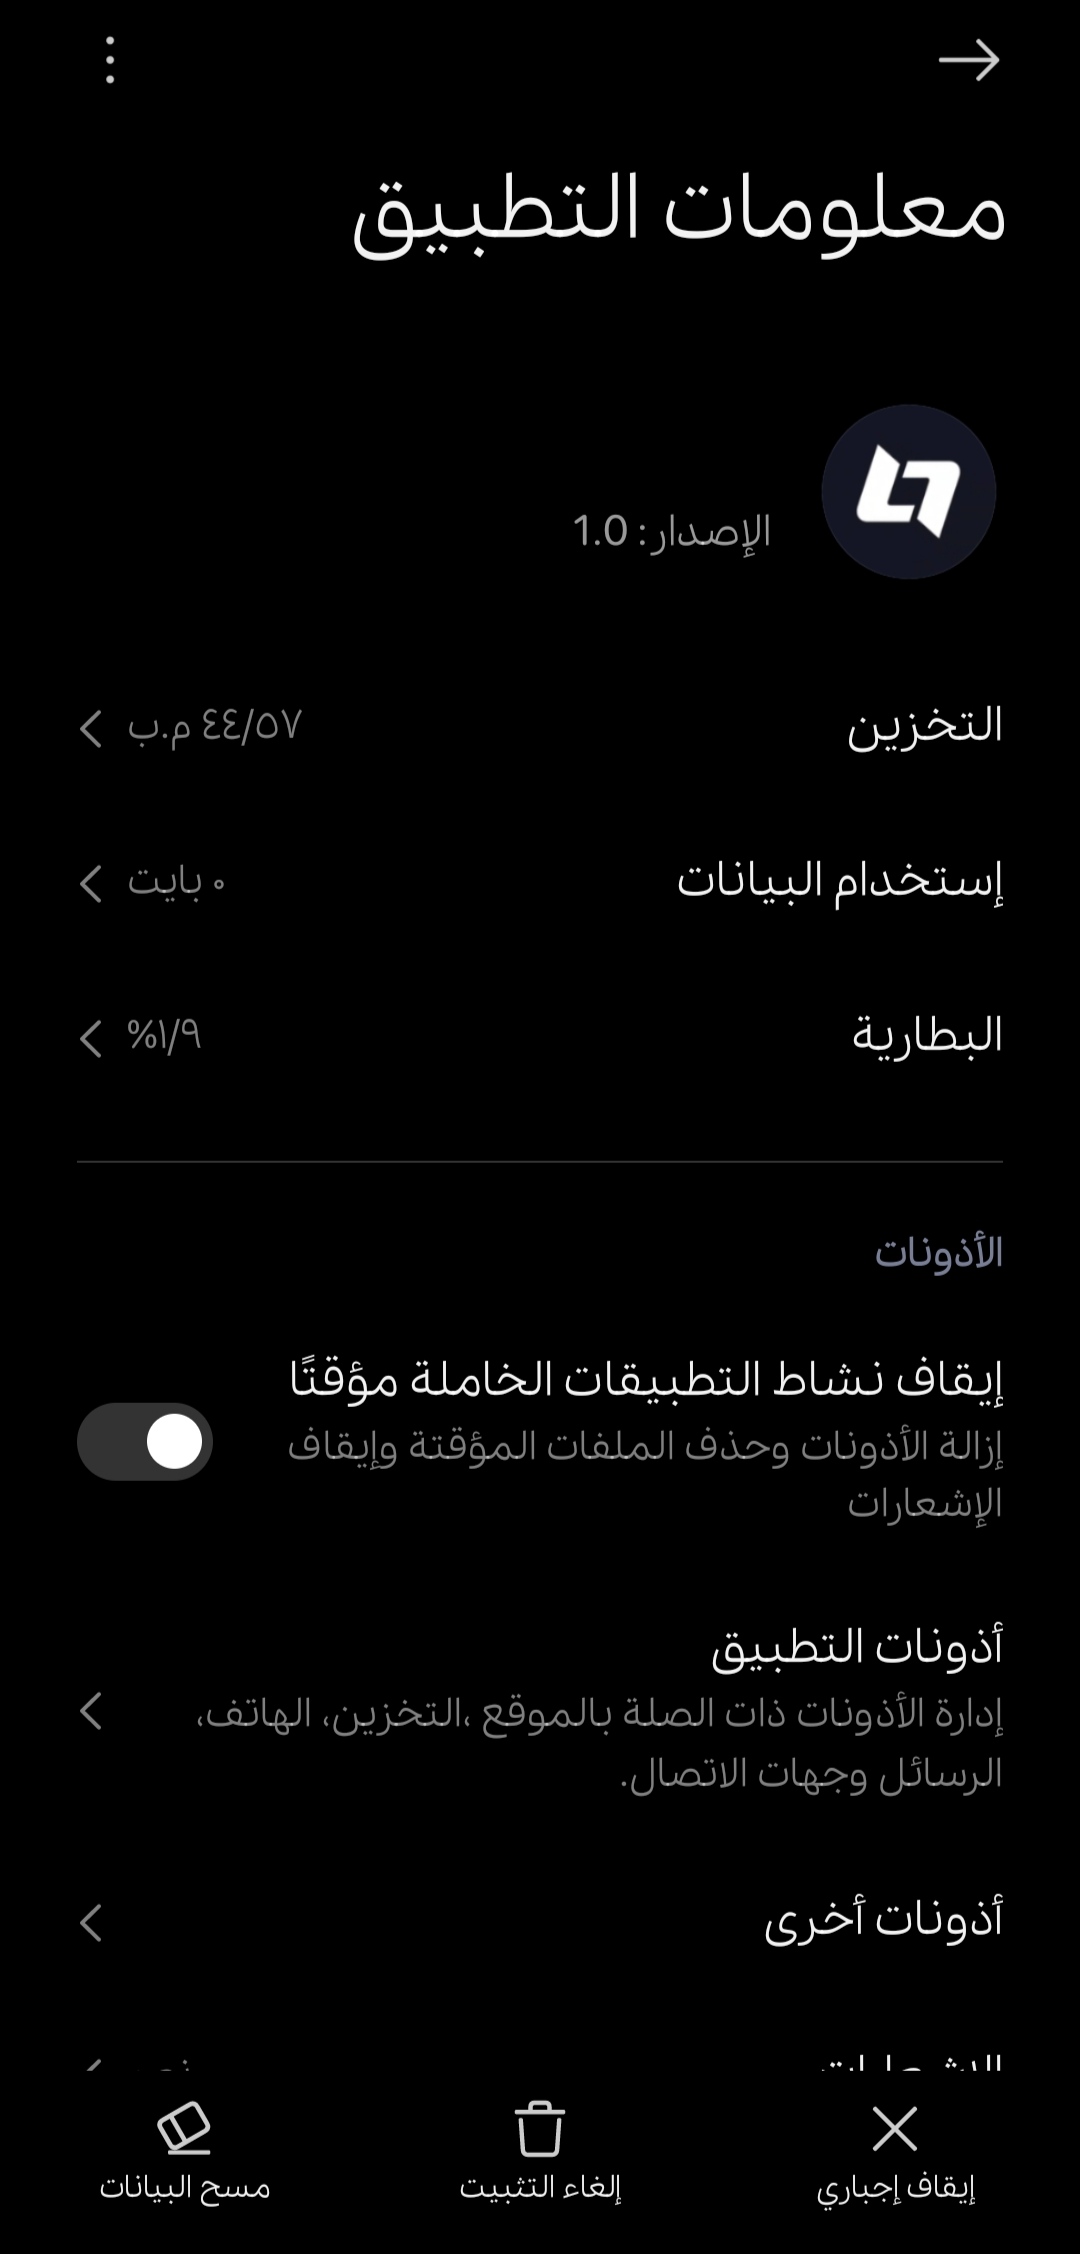 معلومات التطبيق
الإصدار: 1.0
التخزين
٤٤/٥٧ م.ب
إستخدام البيانات
٠ بايت
البطارية
١/٩%
الأذونات
إيقاف نشاط التطبيقات الخاملة مؤقتًا
إزالة الأذونات وحذف الملفات المؤقتة وإيقاف
الإشعارات
أذونات التطبيق
إدارة الأذونات ذات الصلة بالموقع ،التخزين، الهاتف،
الرسائل وجهات الاتصال.
أذونات أخرى
إيقاف إجباري
إلغاء التثبيت
مسح البيانات